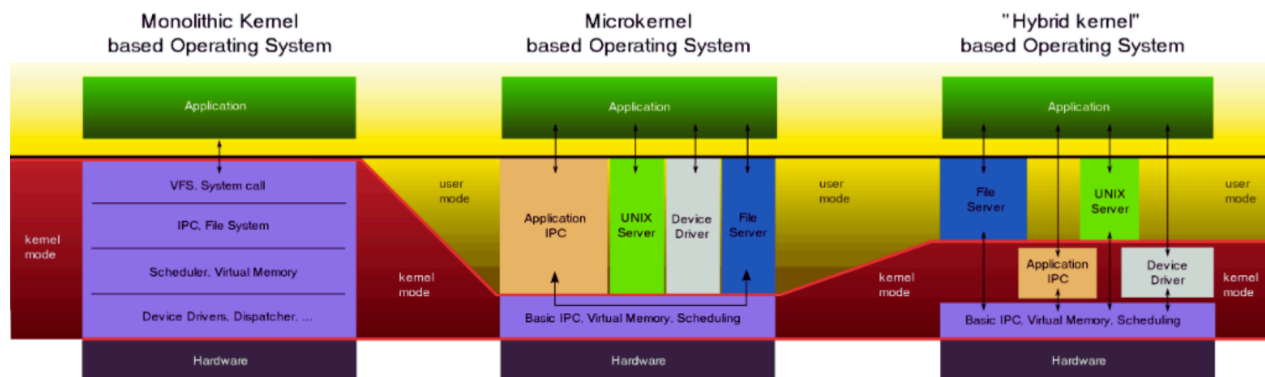 Monolithic Kernel
based Operating System
Microkernel
based Operating System
"Hybrid kernel"
based Operating System
Application
VFS, System call
IPC, File System
Scheduler, Virtual Memory
Device Drivers, Dispatcher, ...
Hardware
kernel
mode
kernel
mode
user
mode
Application
Application
IPC
UNIX
Server
Device
Driver
File
Server
Basic IPC, Virtual Memory, Scheduling
Hardware
user
mode
kernel
mode
Application
File
Server
UNIX
Server
Application
IPC
Device
Driver
Basic IPC, Virtual Memory, Scheduling
Hardware
user
mode
kernel
mode